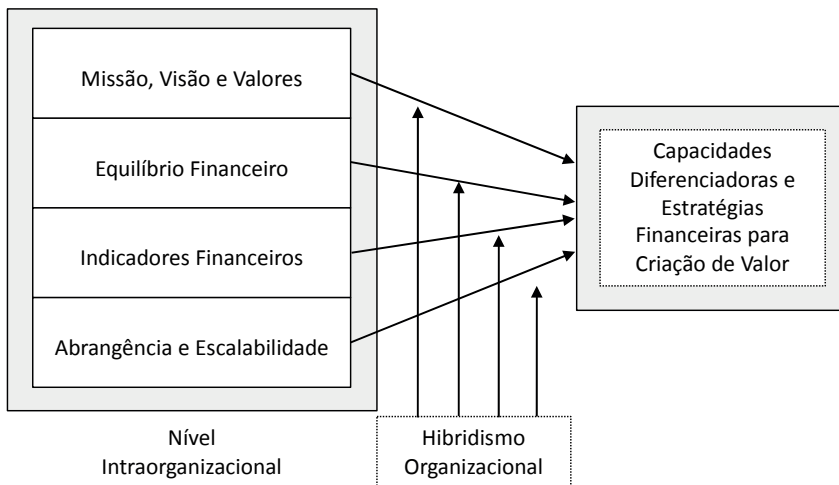 Missão, Visão e Valores
Equilíbrio Financeiro
Indicadores Financeiros
Abrangência e Escalabilidade
Nível
Intraorganizacional
Hibridismo
Organizacional
Capacidades
Diferenciadoras e
Estratégias
Financeiras para
Criação de Valor